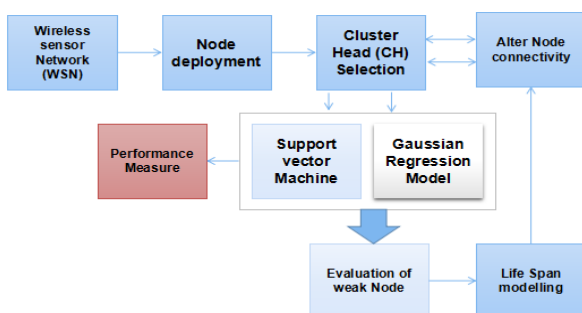 Wireless
sensor
Network
(WSN)
Node
deployment
Cluster
Head (CH)
Selection
Alter Node
connectivity
Performance
Measure
Support
vector
Machine
Gaussian
Regression
Model
Evaluation of
weak Node
Life Span
modelling